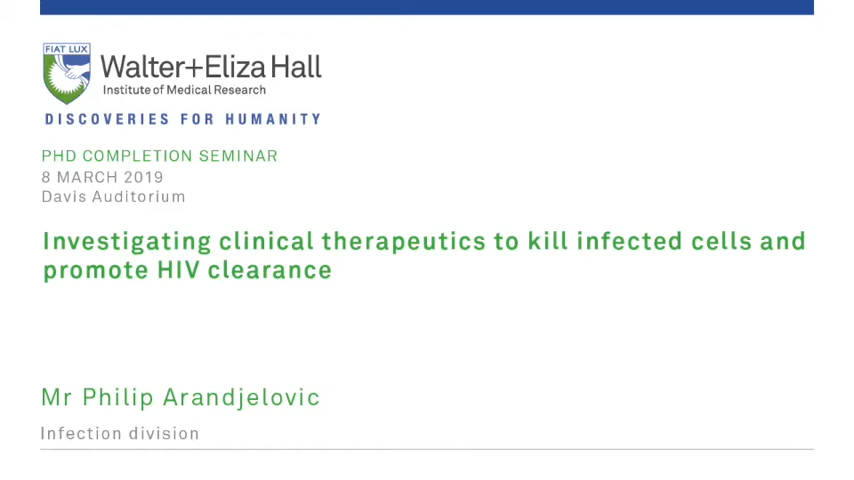 FIAT LUX
Walter+Eliza Hall
Institute of Medical Research
DISCOVERIES FOR HUMANITY
PHD COMPLETION SEMINAR
8 MARCH 2019
Davis Auditorium
Investigating clinical therapeutics to kill infected cells and
promote HIV clearance
Mr Philip Arandjelovic
Infection division